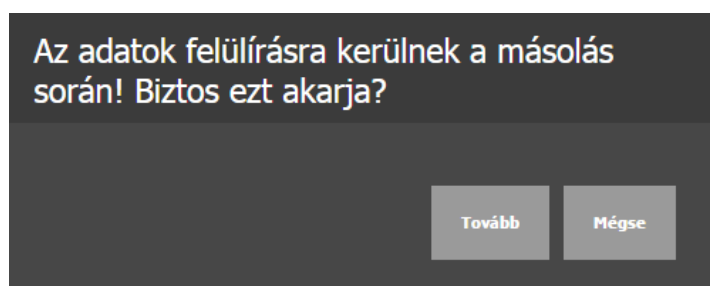 Az adatok felülírásra kerülnek a másolás
során! Biztos ezt akarja?
Tovább Mégse